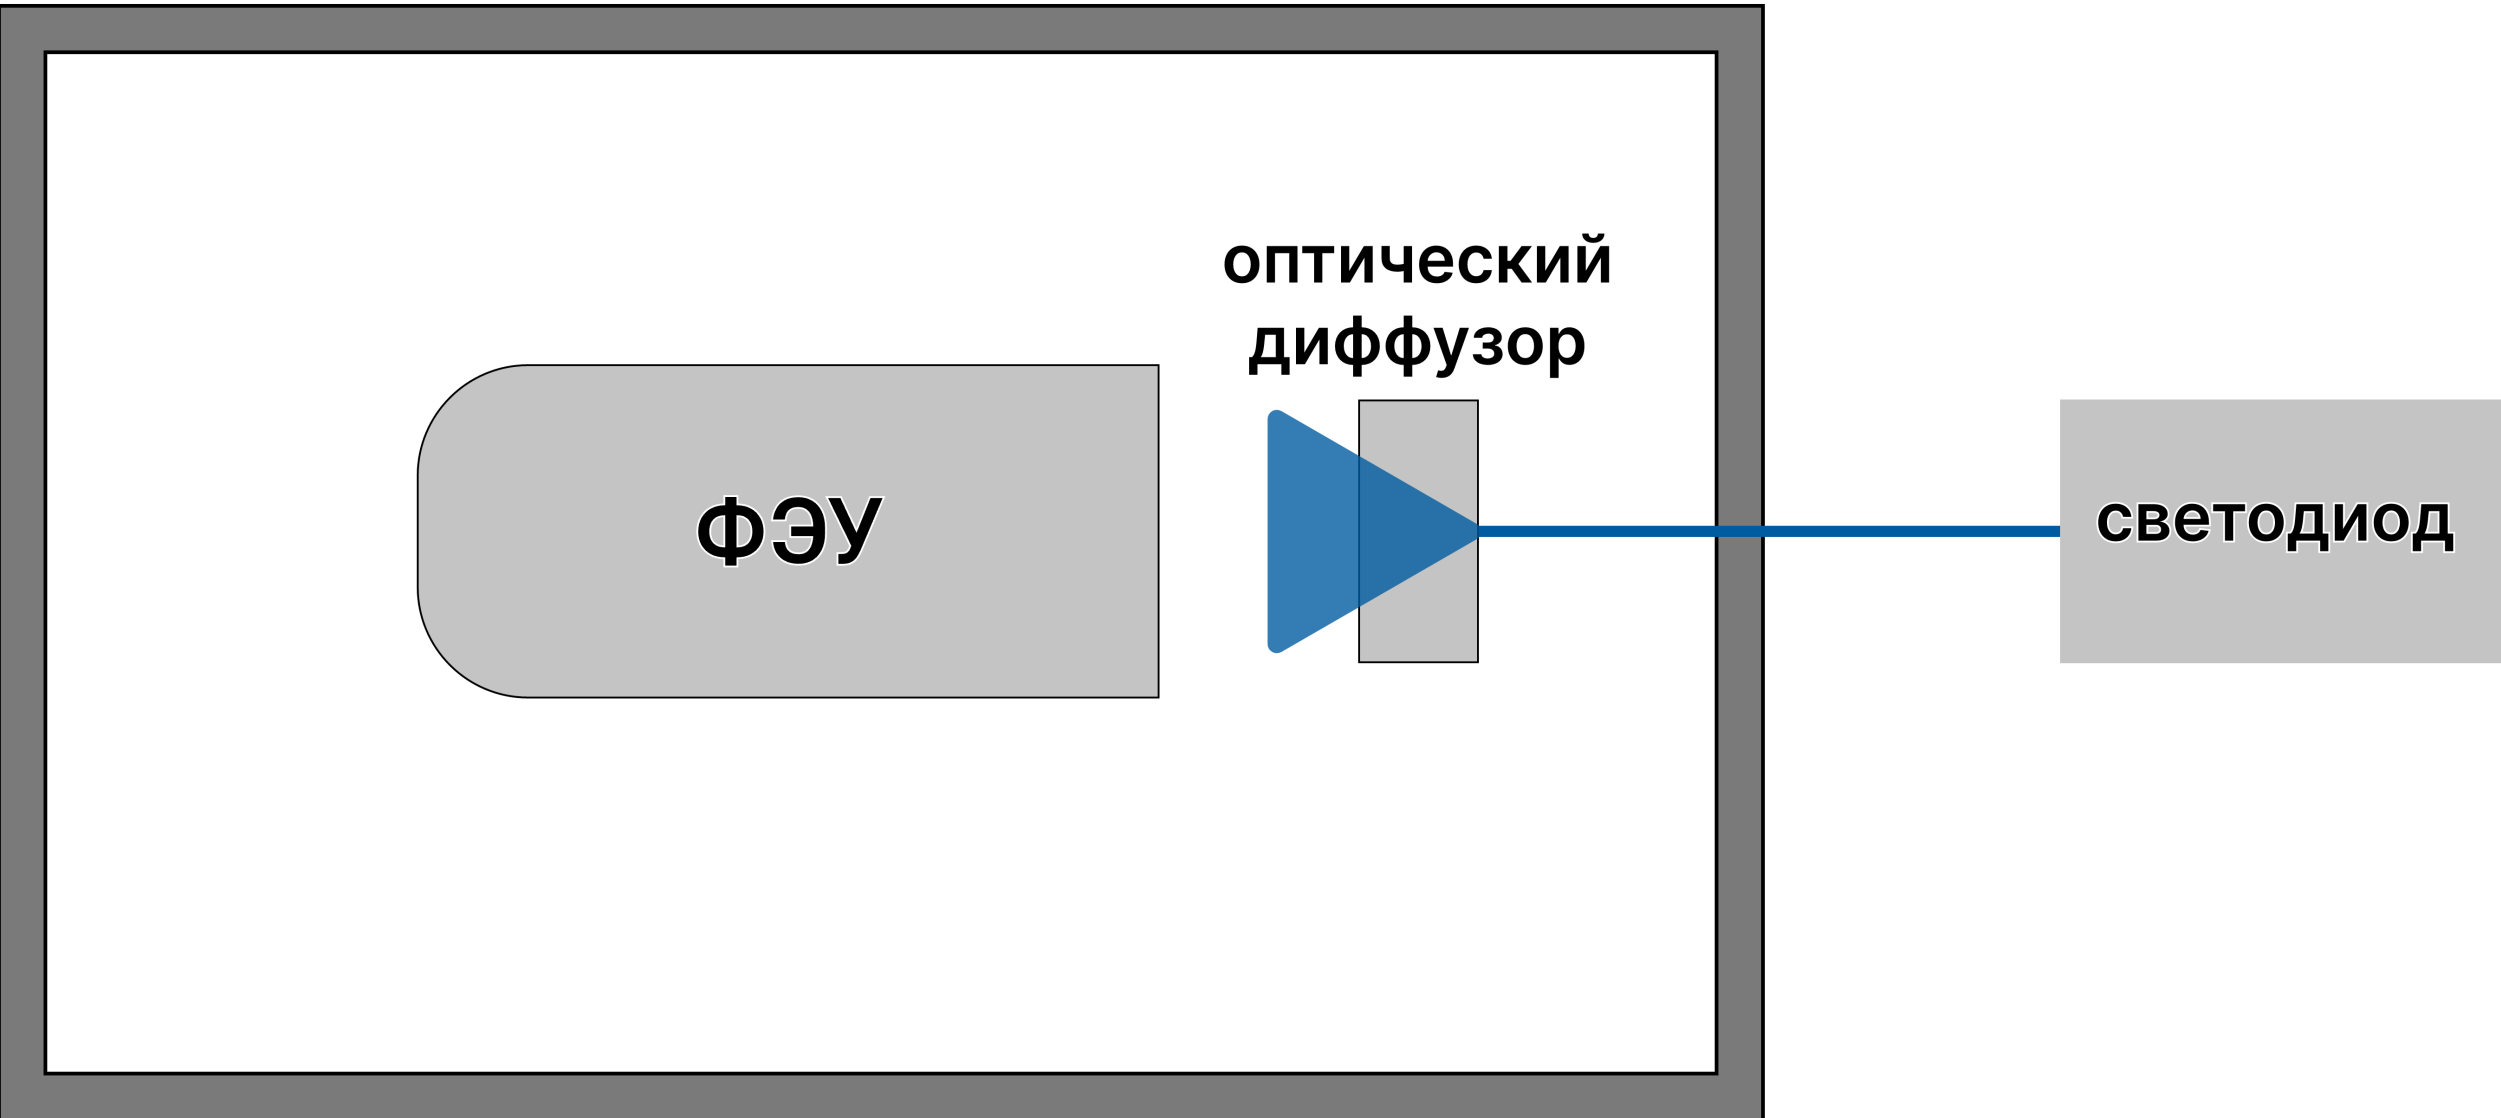 оптический
диффузор
ФЭУ
светодиод